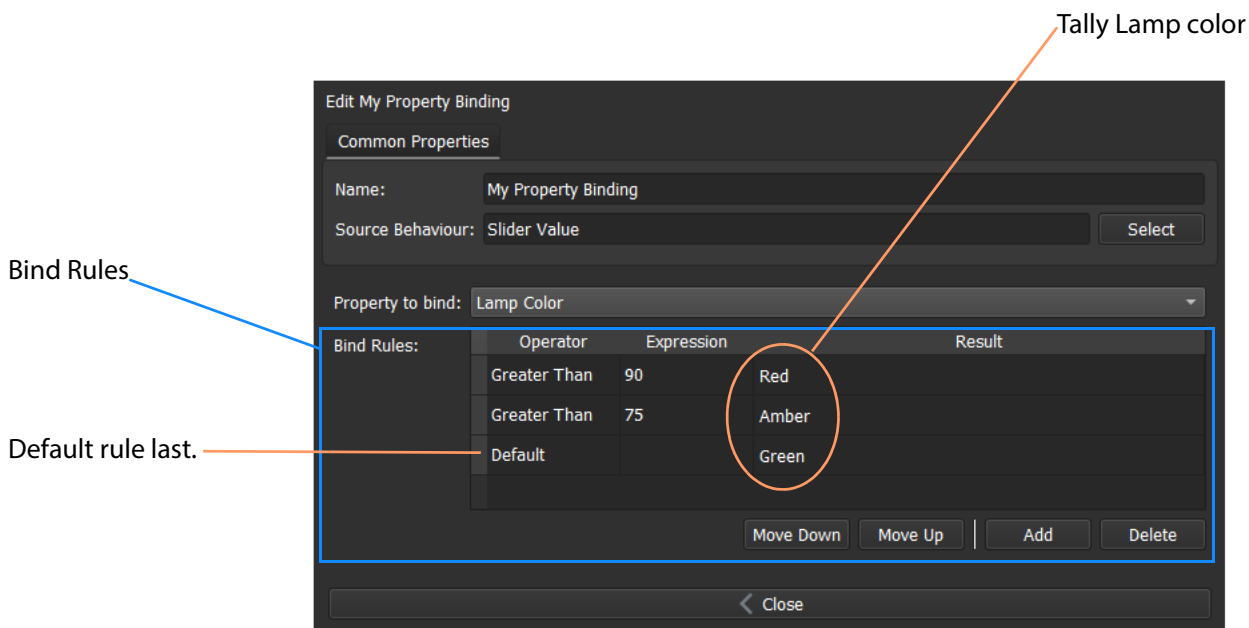 Tally Lamp color
Edit My Property Binding
Common Properties
Name: My Property Binding
Source Behaviour: Slider Value Select
Bind Rules
Property to bind: Lamp Color
Bind Rules: Operator Expression Result
Greater Than 90 Red
Greater Than 75 Amber
Default rule last.
Default Green
Move Down Move Up Add Delete
Close